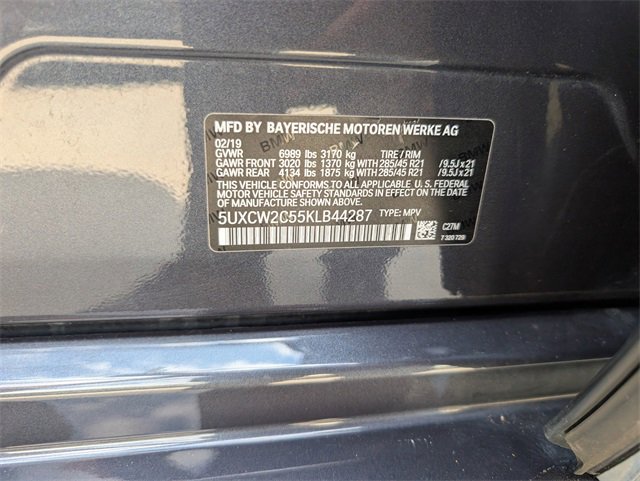 MFD BY BAYERISCHE MOTOREN WERKE AG
02/19
GVWR 6989 lbs 3170 kg TIRE / RIM
GAWR FRONT 3020 lbs 1370 kg WITH 285/45 R21 /9.5Jx21
GAWR REAR 4134 lbs 1875 kg WITH 285/45 R21 /9.5Jx21
THIS VEHICLE CONFORMS TO ALL APPLICABLE U.S. FEDERAL
MOTOR VEHICLE SAFETY STANDARDS IN EFFECT ON THE
DATE OF MANUFACTURE SHOWN ABOVE.
5UXCW2C55KLB44287 TYPE: MPV
C27M
7 320 729